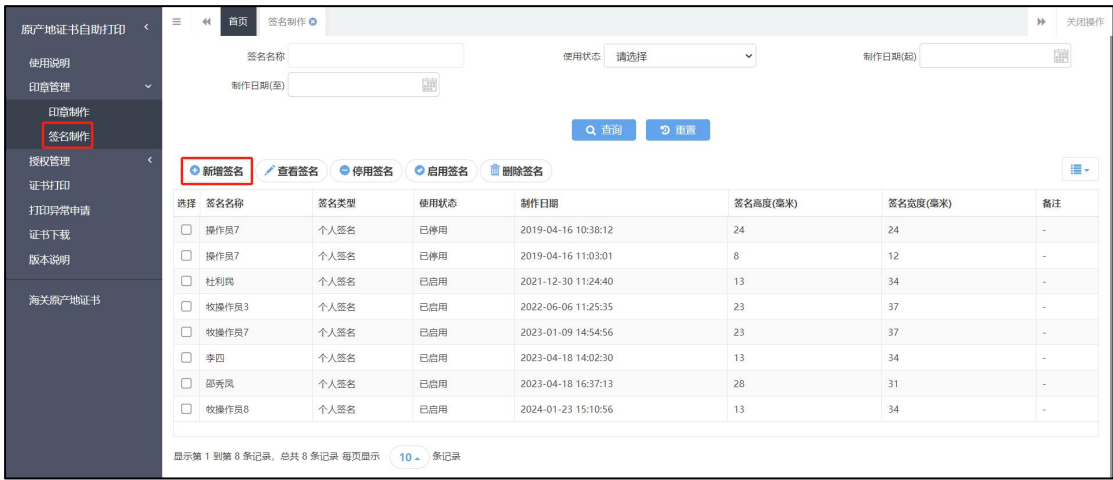 原产地证书自助打印
使用说明
印章管理
印章制作
签名制作
授权管理
证书打印
打印异常申请
证书下载
版本说明
海关原产地证书
首页 签名制作 关闭操作
签名名称 使用状态 请选择 制作日期(起)
制作日期(至)
查询 重置
新增签名 查看签名 停用签名 启用签名 删除签名
选择 签名名称 签名类型 使用状态 制作日期 签名高度(毫米) 签名宽度(毫米) 备注
操作员7 个人签名 已停用 2019-04-16 10:38:12 24 24 -
操作员7 个人签名 已停用 2019-04-16 11:03:01 8 12 -
杜利民 个人签名 已启用 2021-12-30 11:24:40 13 34 -
牧操作员3 个人签名 已启用 2022-06-06 11:25:35 23 37 -
牧操作员7 个人签名 已启用 2023-01-09 14:54:56 23 37 -
李四 个人签名 已启用 2023-04-18 14:02:30 13 34 -
邵秀凤 个人签名 已启用 2023-04-18 16:37:13 28 31 -
牧操作员8 个人签名 已启用 2024-01-23 15:10:56 13 34 -
显示第 1 到第 8 条记录，总共 8 条记录 每页显示 10 条记录